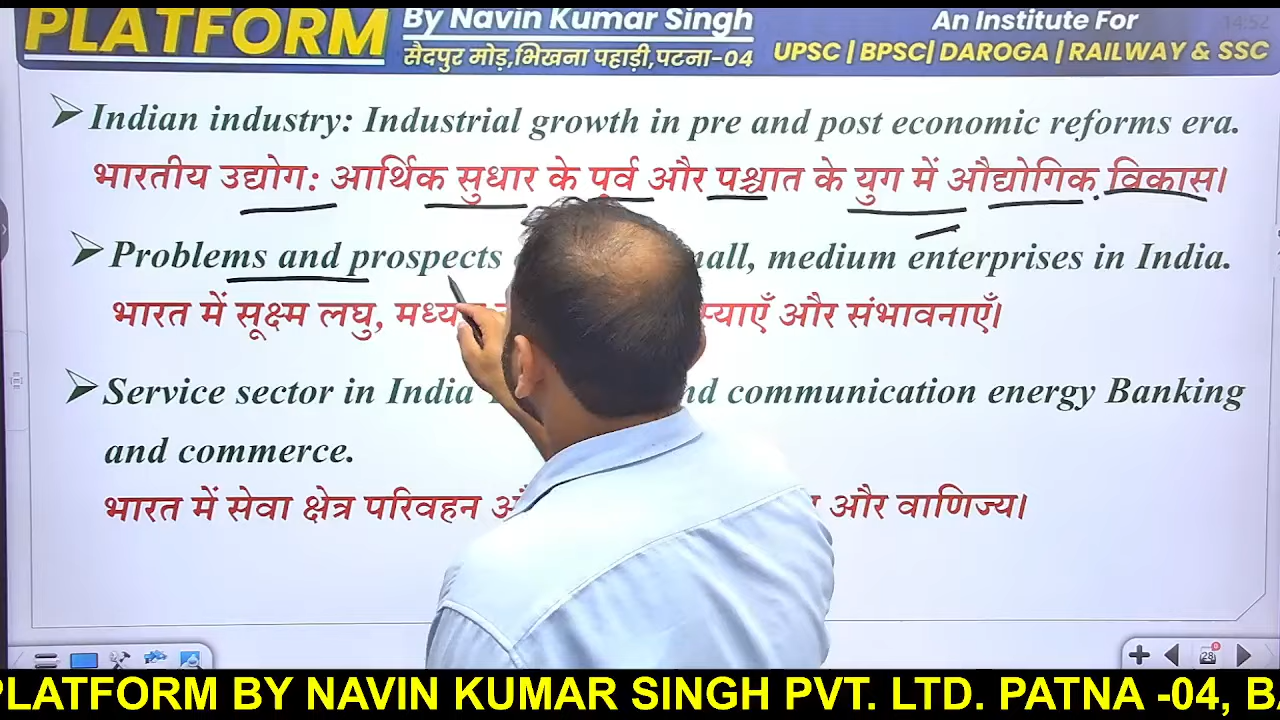 PLATFORM
By Navin Kumar Singh
सैदपुर मोड़,भिखना पहाड़ी,पटना-04
An Institute For
UPSC | BPSC| DAROGA | RAILWAY & SSC
14:52
Indian industry: Industrial growth in pre and post economic reforms era.
भारतीय उद्योग: आर्थिक सुधार के पूर्व और पश्चात के युग में औद्योगिक विकास।
Problems and prospects medium enterprises in India.
भारत में सूक्ष्म लघु, और संभावनाएँ।
Service sector in India communication energy Banking
and commerce.
भारत में सेवा क्षेत्र परिवहन और वाणिज्य।
28
PLATFORM BY NAVIN KUMAR SINGH PVT. LTD. PATNA -04,